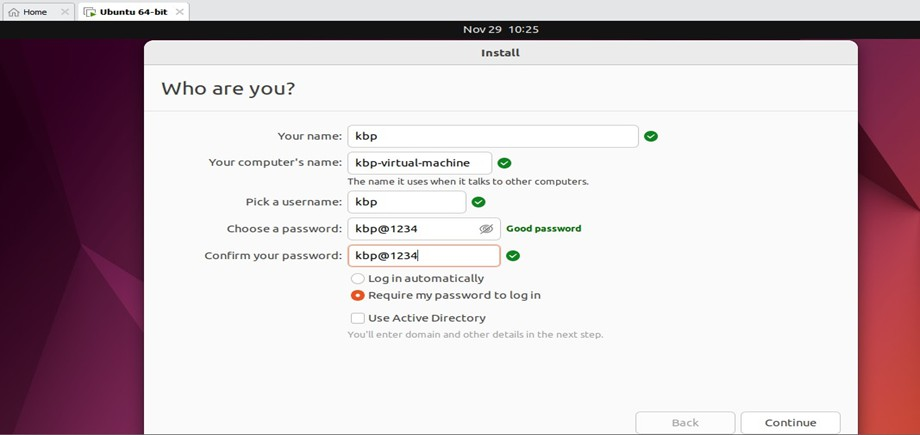 Home
Ubuntu 64-bit
Nov 29 10:25
Install
Who are you?
Your name: kbp
Your computer's name: kbp-virtual-machine
The name it uses when it talks to other computers.
Pick a username: kbp
Choose a password: kbp@1234 Good password
Confirm your password: kbp@1234
Log in automatically
Require my password to log in
Use Active Directory
You'll enter domain and other details in the next step.
Back Continue